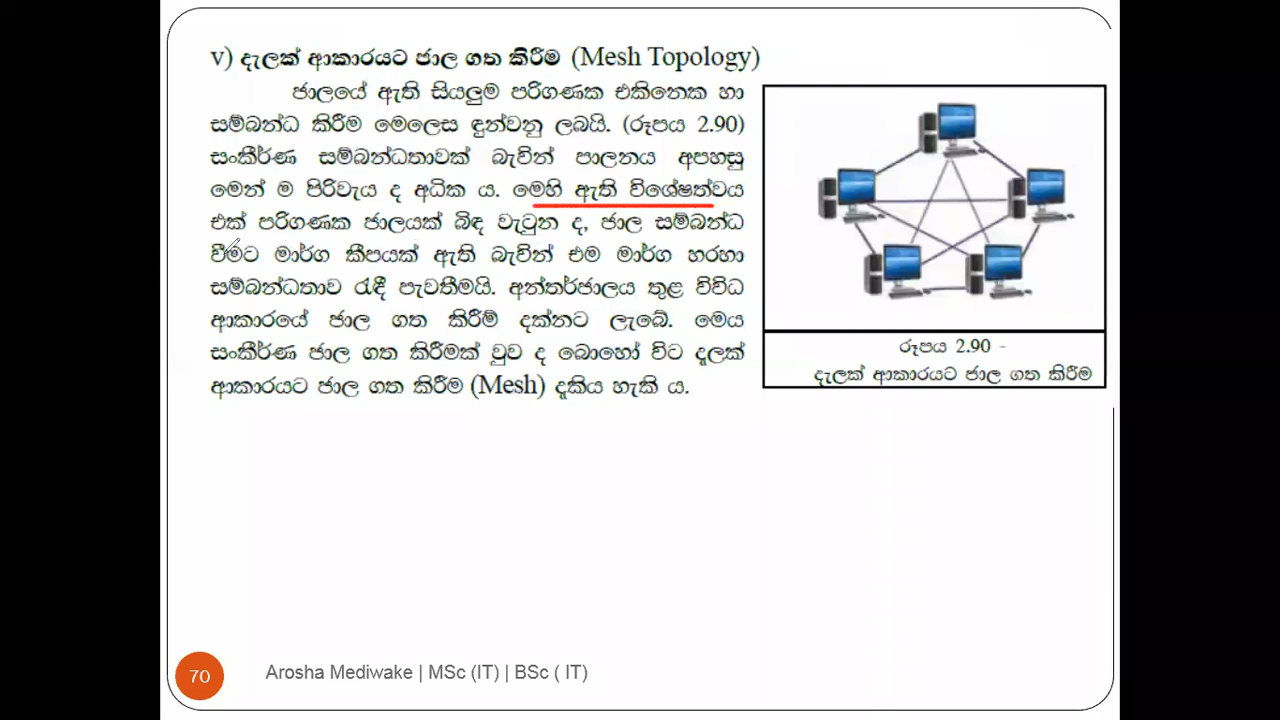 v) දැලක් ආකාරයට ජාල ගත කිරීම (Mesh Topology)
ජාලයේ ඇති සියලුම පරිගණක එකිනෙක හා
සම්බන්ධ කිරීම මෙලෙස හඳුන්වනු ලබයි. (රූපය 2.90)
සංකීර්ණ සම්බන්ධතාවක් බැවින් පාලනය අපහසු
මෙන් ම පිරිවැය ද අධික ය. මෙහි ඇති විශේෂත්වය
එක් පරිගණක ජාලයක් බිඳ වැටුන ද, ජාල සම්බන්ධ
වීමට මාර්ග කීපයක් ඇති බැවින් එම මාර්ග හරහා
සම්බන්ධතාව රැඳී පැවතීමයි. අන්තර්ජාලය තුළ විවිධ
ආකාරයේ ජාල ගත කිරීම් දක්නට ලැබේ. මෙය
සංකීර්ණ ජාල ගත කිරීමක් වුව ද බොහෝ විට දැලක්
ආකාරයට ජාල ගත කිරීම (Mesh) දැකිය හැකි ය.
රූපය 2.90 -
දැලක් ආකාරයට ජාල ගත කිරීම
70
Arosha Mediwake | MSc (IT) | BSc ( IT)